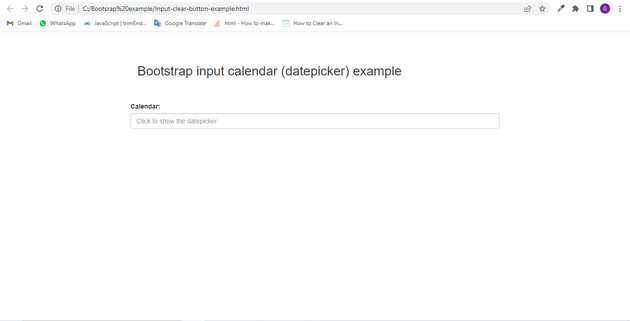 File C:/Bootsrap%20example/input-clear-button-example.html G
Gmail WhatsApp JavaScript | trimEnd... Google Translate html - How to mak... How to Clear an In...
Bootstrap input calendar (datepicker) example
Calendar:
Click to show the datepicker